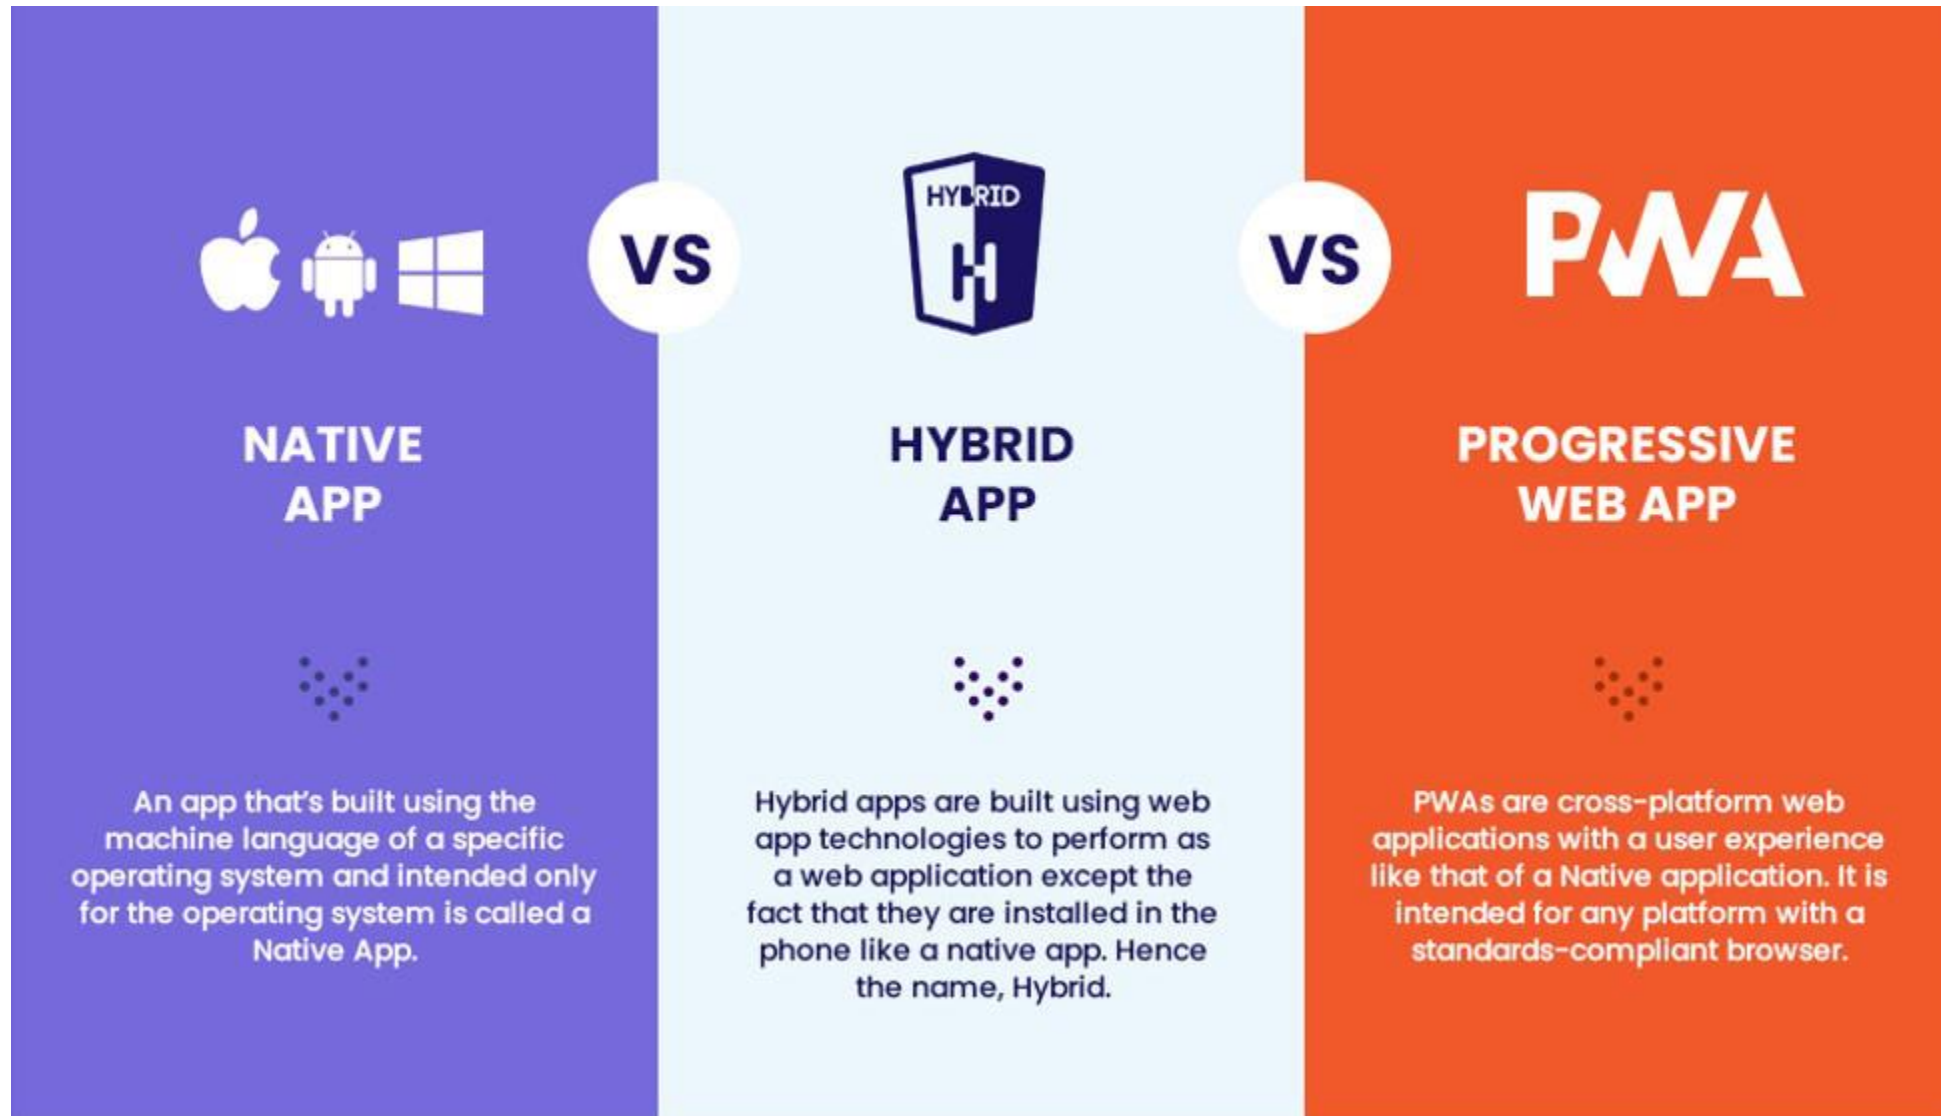 VS
VS
HYBRID
H
PWA
NATIVE
APP
An app that's built using the
machine language of a specific
operating system and intended only
for the operating system is called a
Native App.
HYBRID
APP
Hybrid apps are built using web
app technologies to perform as
a web application except the
fact that they are installed in the
phone like a native app. Hence
the name, Hybrid.
PROGRESSIVE
WEB APP
PWAs are cross-platform web
applications with a user experience
like that of a Native application. It is
intended for any platform with a
standards-compliant browser.